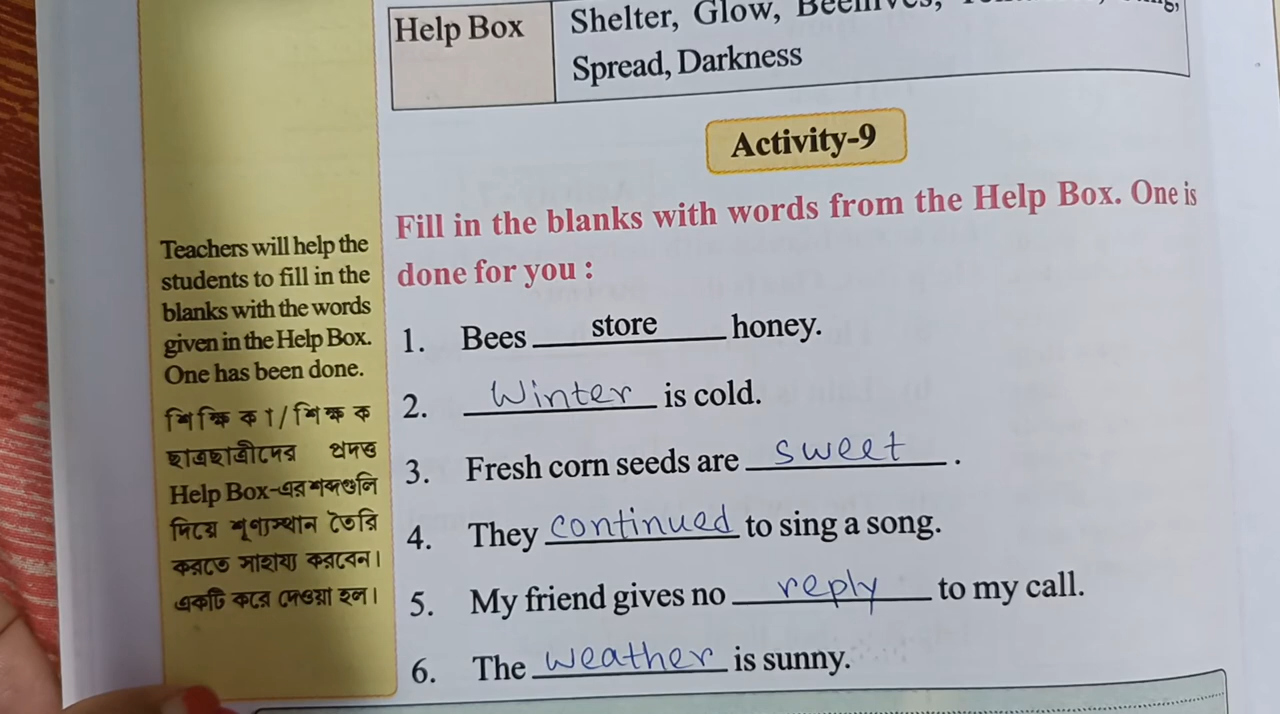 Help Box
Shelter, Glow, Beehives,
Spread, Darkness
Activity-9
Fill in the blanks with words from the Help Box. One is
done for you :
Teachers will help the
students to fill in the
blanks with the words
given in the Help Box.
One has been done.
শিক্ষিকা/শিক্ষক
ছাত্রছাত্রীদের প্রদত্ত
Help Box-এর শব্দগুলি
দিয়ে শূণ্যস্থান তৈরি
করতে সাহায্য করবেন।
একটি করে দেওয়া হল।
1. Bees store honey.
2. Winter is cold.
3. Fresh corn seeds are sweet.
4. They continued to sing a song.
5. My friend gives no reply to my call.
6. The weather is sunny.